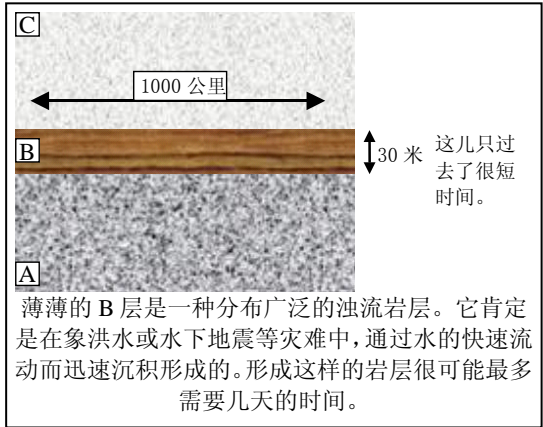 C
1000 公里
B
30 米
这儿只过
去了很短
时间。
A
薄薄的 B 层是一种分布广泛的浊流岩层。它肯定
是在象洪水或水下地震等灾难中，通过水的快速流
动而迅速沉积形成的。形成这样的岩层很可能最多
需要几天的时间。